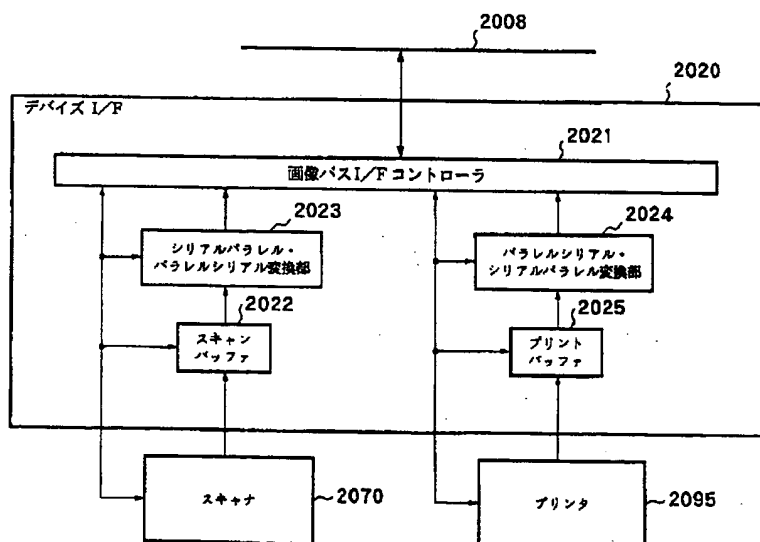 2008
2020
デバイズ I/F
2021
画像バスI/F コントローラ
2023
シリアルパラレル・
パラレルシリアル変換部
2024
パラレルシリアル・
シリアルパラレル変換部
2022
スキャン
バッファ
2025
プリント
バッファ
スキャナ
2070
プリンタ
2095